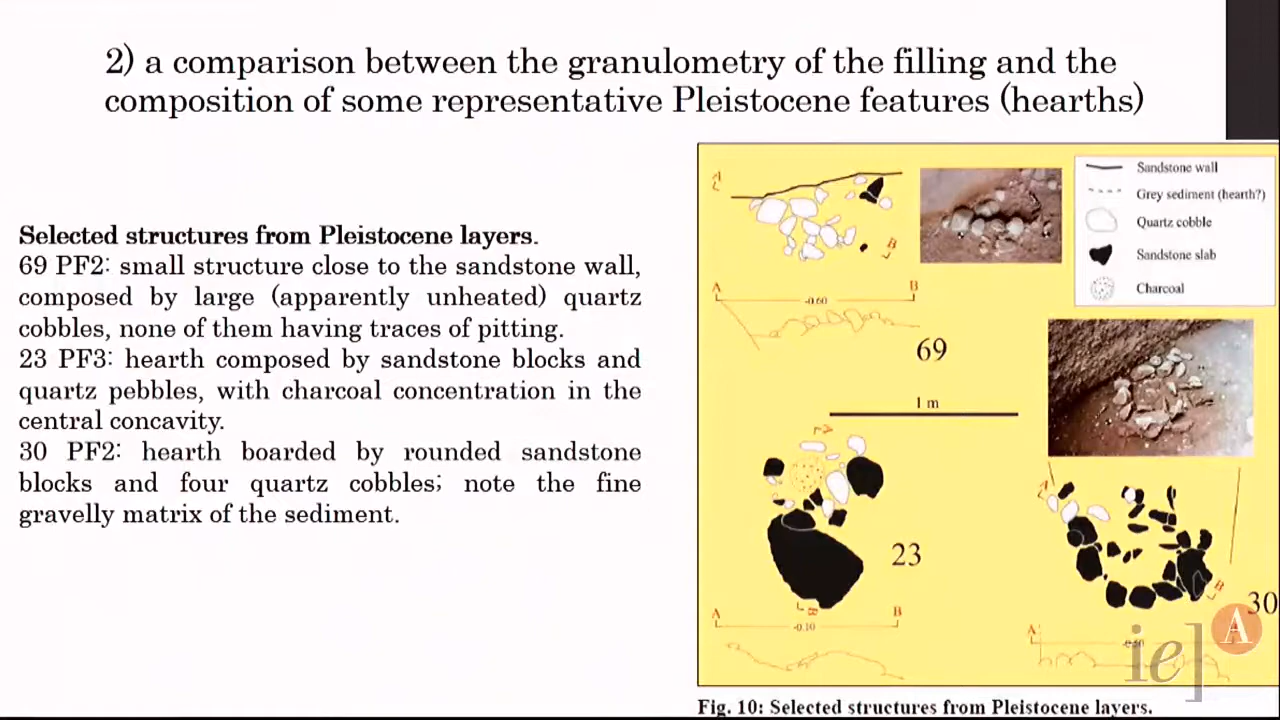 2) a comparison between the granulometry of the filling and the
composition of some representative Pleistocene features (hearths)
Selected structures from Pleistocene layers.
69 PF2: small structure close to the sandstone wall,
composed by large (apparently unheated) quartz
cobbles, none of them having traces of pitting.
23 PF3: hearth composed by sandstone blocks and
quartz pebbles, with charcoal concentration in the
central concavity.
30 PF2: hearth boarded by rounded sandstone
blocks and four quartz cobbles; note the fine
gravelly matrix of the sediment.
Sandstone wall
Grey sediment (hearth?)
Quartz cobble
Sandstone slab
Charcoal
A
B
A
B
-0.60
69
1 m
A
23
B
A
B
-0.10
A
B
30
A
ie]
A
Fig. 10: Selected structures from Pleistocene layers.